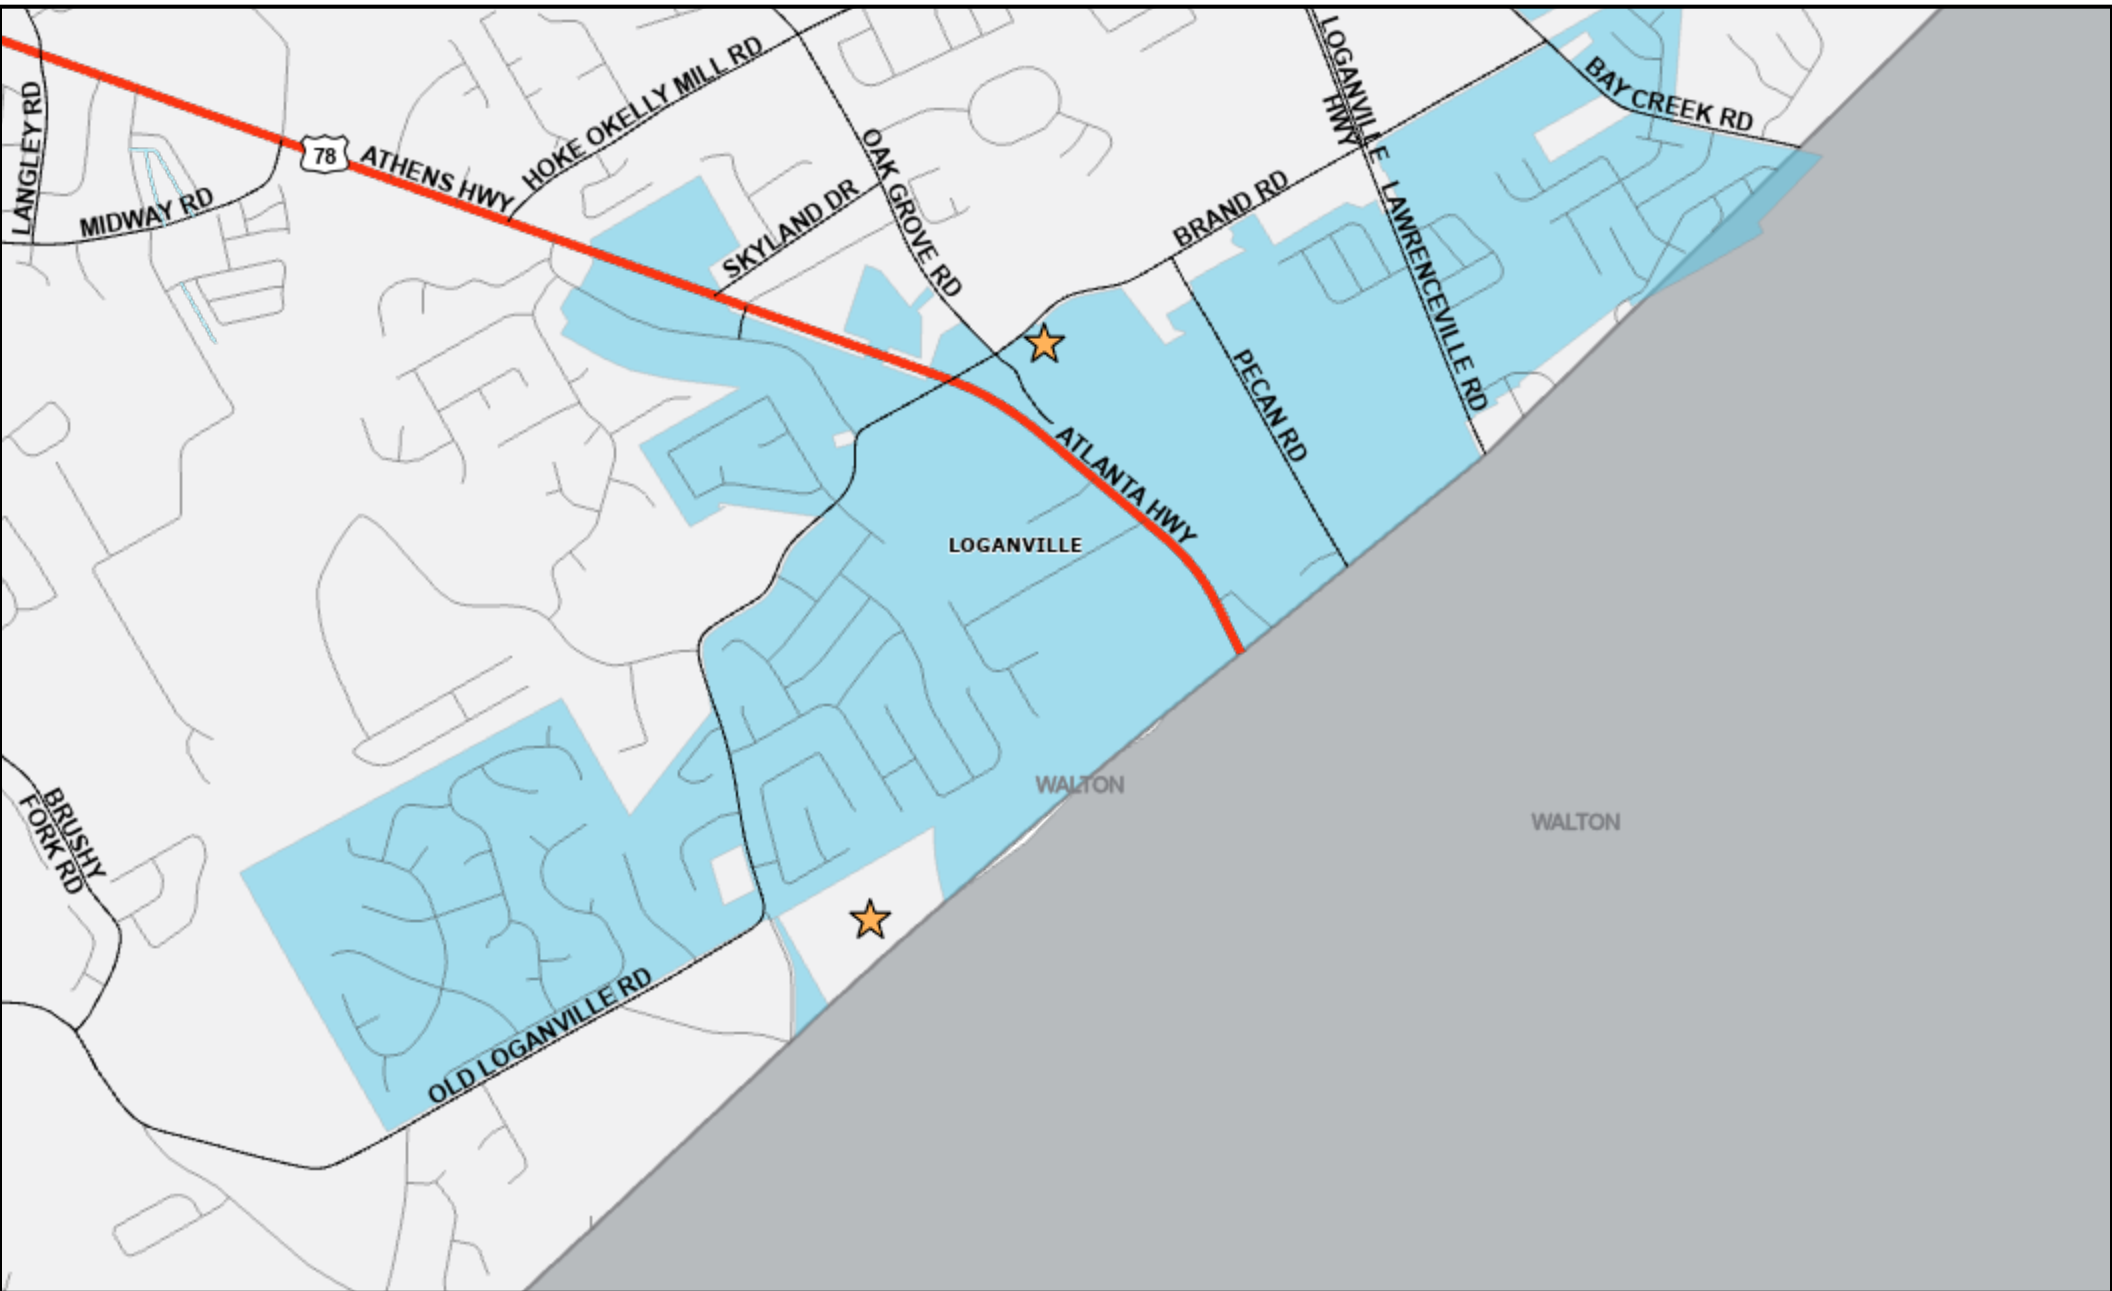 LANGLEY RD
MIDWAY RD
78
ATHENS HWY
HOKE OKELLY MILL RD
SKYLAND DR
OAK GROVE RD
BRAND RD
LOGANVILLE
HWY
BAY CREEK RD
LAWRENCEVILLE RD
PECAN RD
ATLANTA HWY
LOGANVILLE
WALTON
WALTON
BRUSHY
FORK RD
OLD LOGANVILLE RD